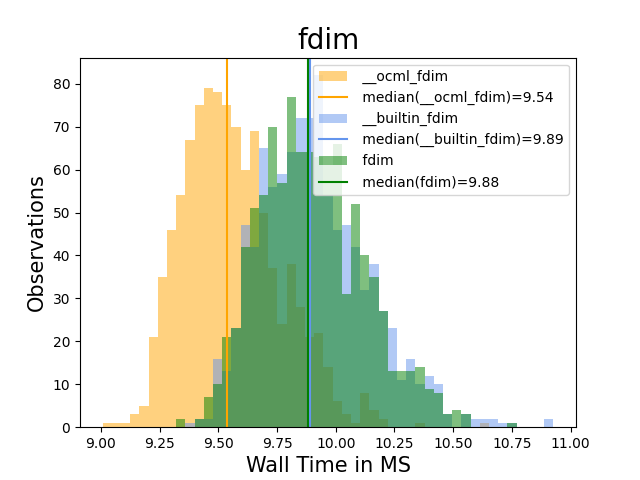 fdim
Observations
80
70
60
50
40
30
20
10
0
__ocml_fdim
median(__ocml_fdim)=9.54
__builtin_fdim
median(__builtin_fdim)=9.89
fdim
median(fdim)=9.88
9.00 9.25 9.50 9.75 10.00 10.25 10.50 10.75 11.00
Wall Time in MS